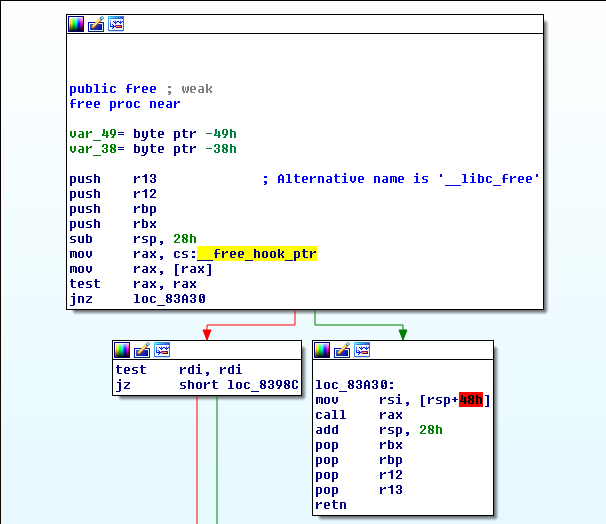 public free ; weak
free proc near
var_49= byte ptr -49h
var_38= byte ptr -38h
push r13 ; Alternative name is '__libc_free'
push r12
push rbp
push rbx
sub rsp, 28h
mov rax, cs:__free_hook_ptr
mov rax, [rax]
test rax, rax
jnz loc_83A30
test rdi, rdi
jz short loc_8398C
loc_83A30:
mov rsi, [rsp+48h]
call rax
add rsp, 28h
pop rbx
pop rbp
pop r12
pop r13
retn